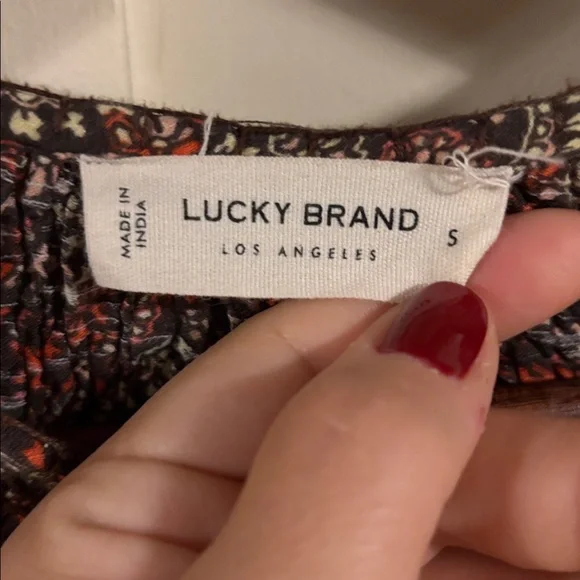 MADE IN
INDIA
LUCKY BRAND
LOS ANGELES
S